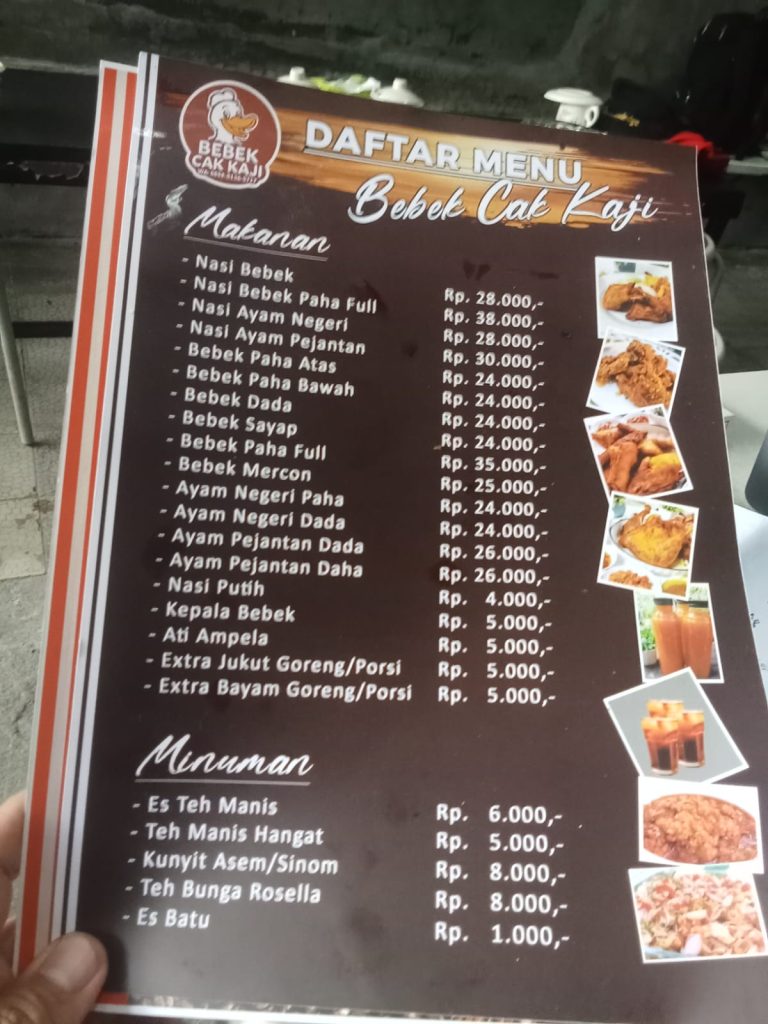 BEBEK
CAK KAJI
DAFTAR MENU
Bebek Cak Kaji
Makanan
- Nasi Bebek Rp. 28.000,-
- Nasi Bebek Paha Full Rp. 38.000,-
- Nasi Ayam Negeri Rp. 28.000,-
- Nasi Ayam Pejantan Rp. 30.000,-
- Bebek Paha Atas Rp. 24.000,-
- Bebek Paha Bawah Rp. 24.000,-
- Bebek Dada Rp. 24.000,-
- Bebek Sayap Rp. 24.000,-
- Bebek Paha Full Rp. 35.000,-
- Bebek Mercon Rp. 25.000,-
- Ayam Negeri Paha Rp. 24.000,-
- Ayam Negeri Dada Rp. 24.000,-
- Ayam Pejantan Dada Rp. 26.000,-
- Ayam Pejantan Daha Rp. 26.000,-
- Nasi Putih Rp. 4.000,-
- Kepala Bebek Rp. 5.000,-
- Ati Ampela Rp. 5.000,-
- Extra Jukut Goreng/Porsi Rp. 5.000,-
- Extra Bayam Goreng/Porsi Rp. 5.000,-
Minuman
- Es Teh Manis Rp. 6.000,-
- Teh Manis Hangat Rp. 5.000,-
- Kunyit Asem/Sinom Rp. 8.000,-
- Teh Bunga Rosella Rp. 8.000,-
- Es Batu Rp. 1.000,-